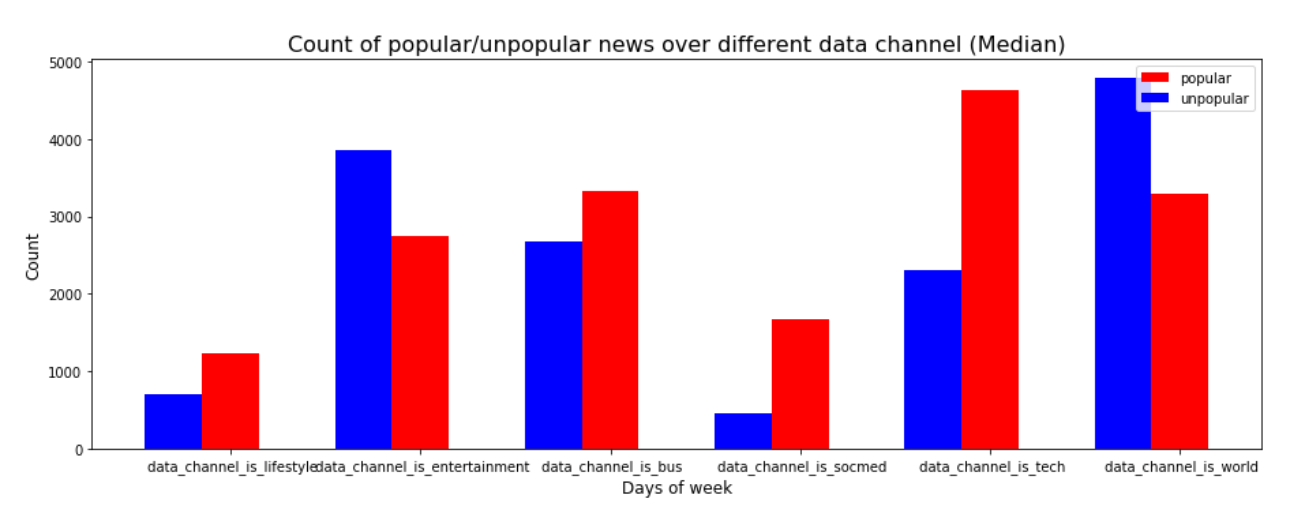 Count of popular/unpopular news over different data channel (Median)
popular
unpopular
5000
4000
3000
2000
1000
0
Count
data_channel_is_lifestyle data_channel_is_entertainment data_channel_is_bus data_channel_is_socmed data_channel_is_tech data_channel_is_world
Days of week